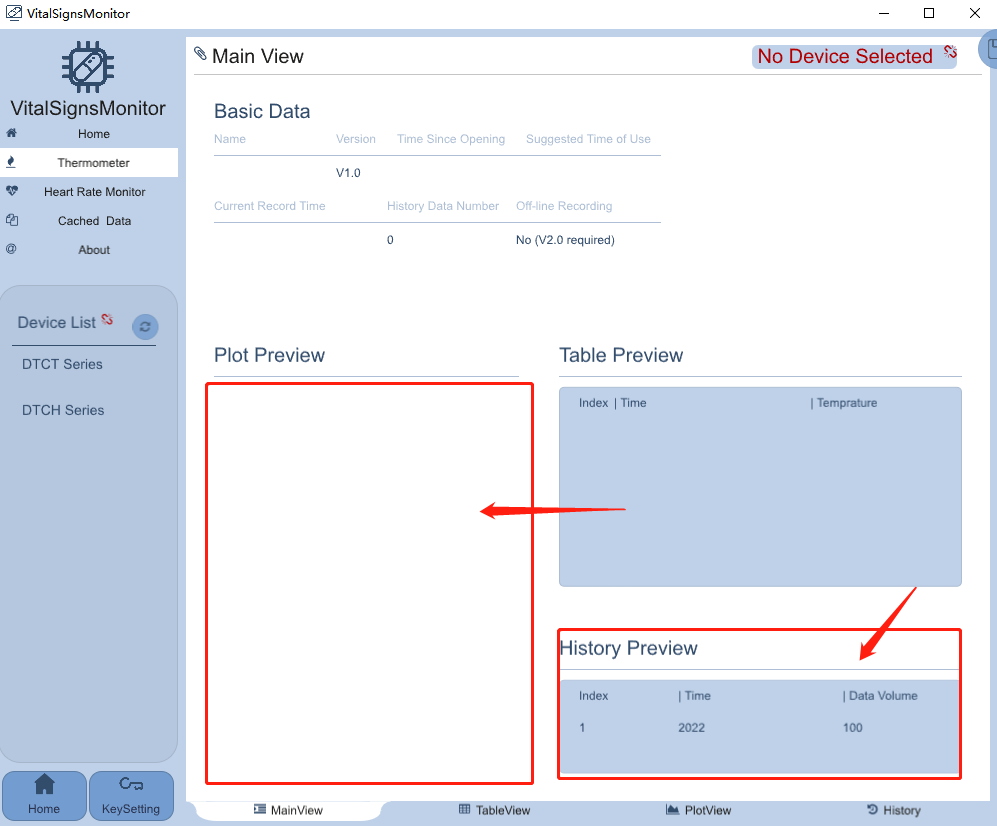 VitalSignsMonitor
VitalSignsMonitor
Home
Thermometer
Heart Rate Monitor
Cached Data
@ About
Device List
DTCT Series
DTCH Series
Home
KeySetting
Main View
No Device Selected
Basic Data
Name Version Time Since Opening Suggested Time of Use
V1.0
Current Record Time History Data Number Off-line Recording
0 No (V2.0 required)
Plot Preview
Table Preview
Index | Time | Temprature
History Preview
Index | Time | Data Volume
1 2022 100
MainView TableView PlotView History